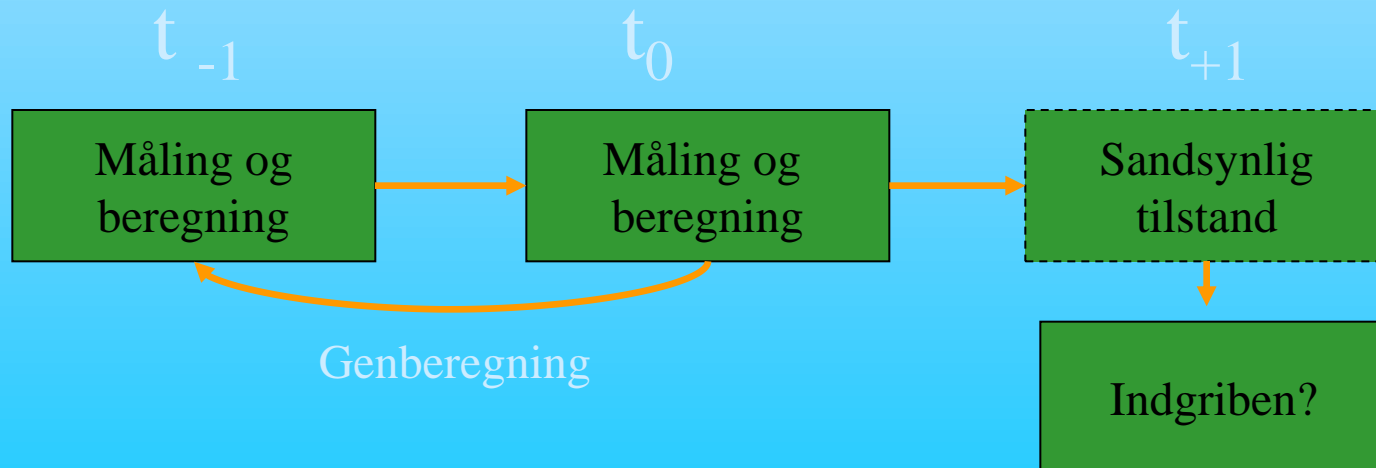 t -1
t0
t+1
Måling og
beregning
Måling og
beregning
Sandsynlig
tilstand
Genberegning
Indgriben?